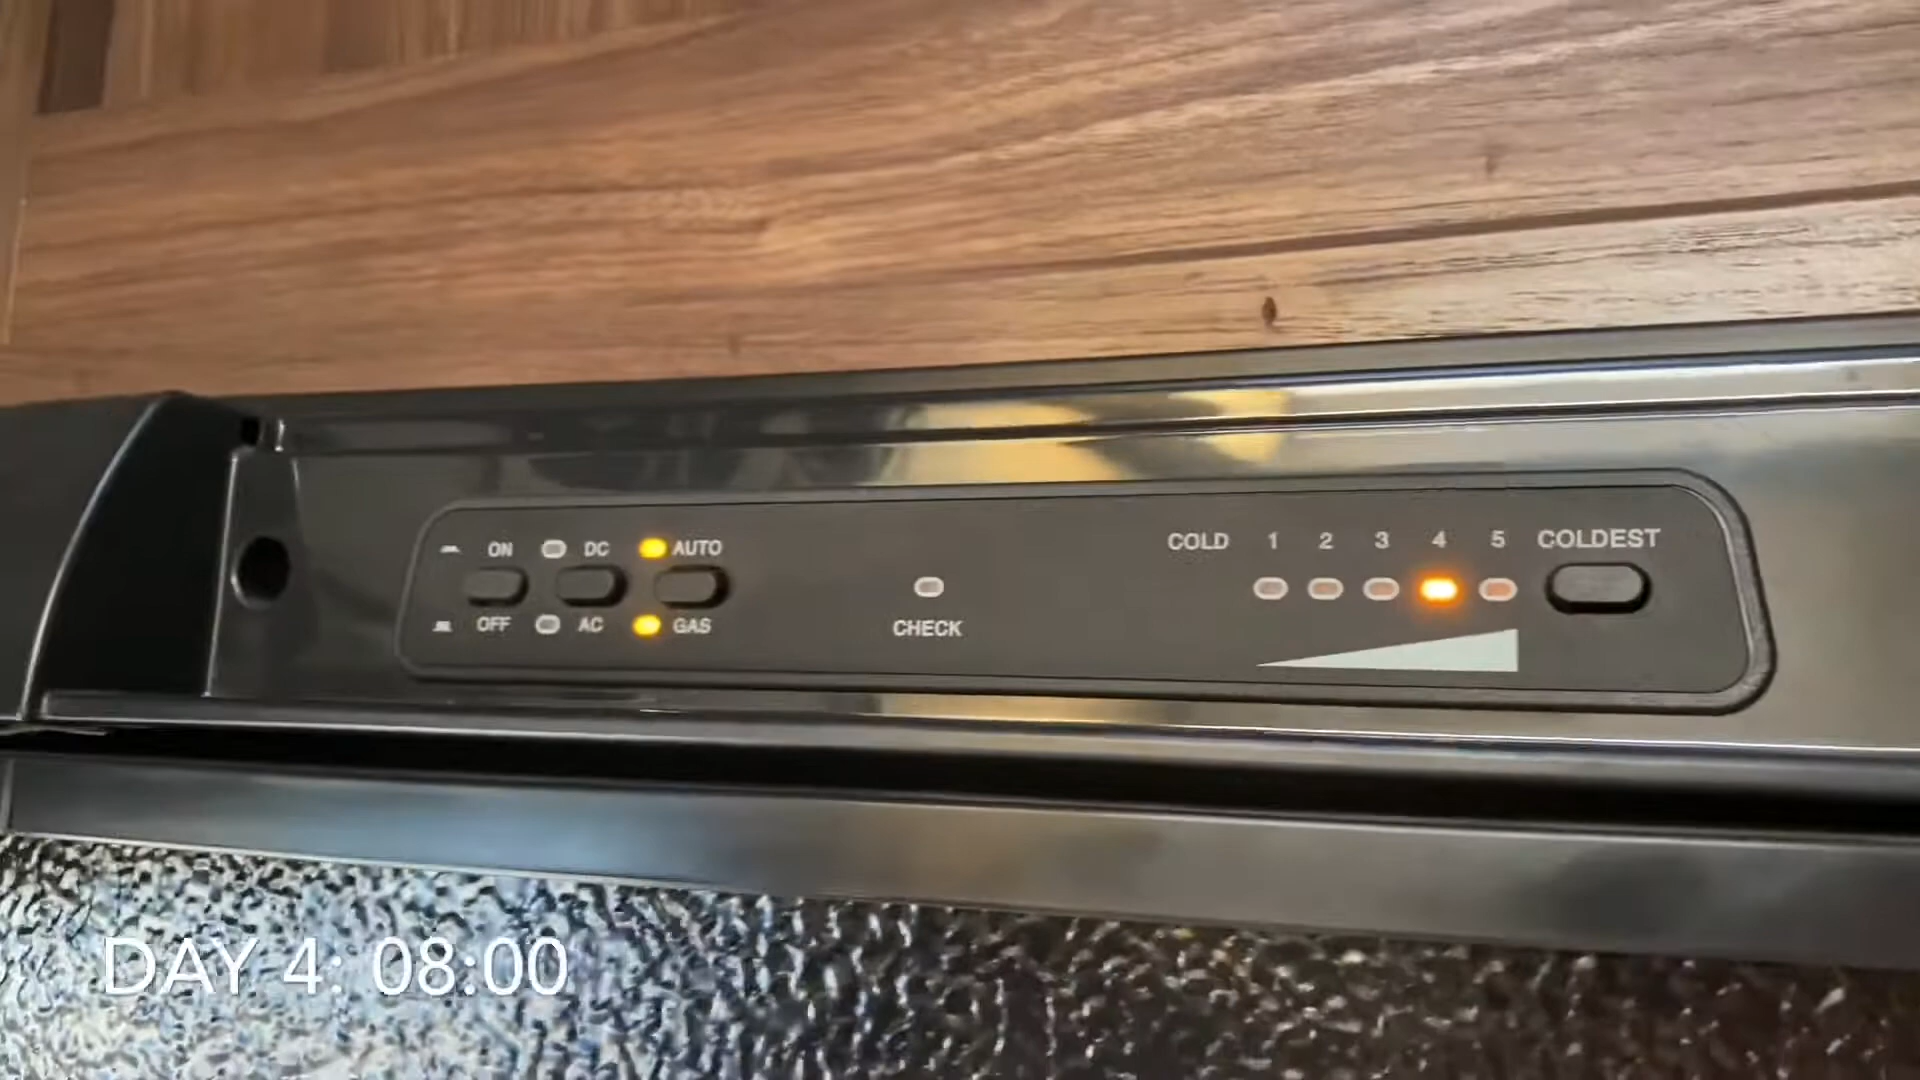 ON DC AUTO
OFF AC GAS
CHECK
COLD 1 2 3 4 5 COLDEST
DAY 4: 08:00